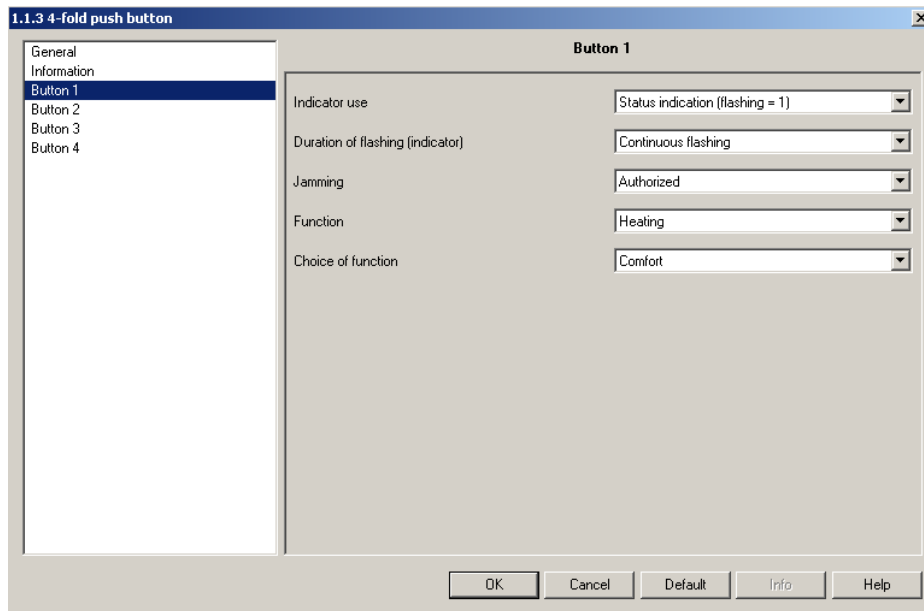 1.1.3 4-fold push button
General
Information
Button 1
Button 2
Button 3
Button 4
Button 1
Indicator use Status indication (flashing = 1)
Duration of flashing (indicator) Continuous flashing
Jamming Authorized
Function Heating
Choice of function Comfort
OK Cancel Default Info Help